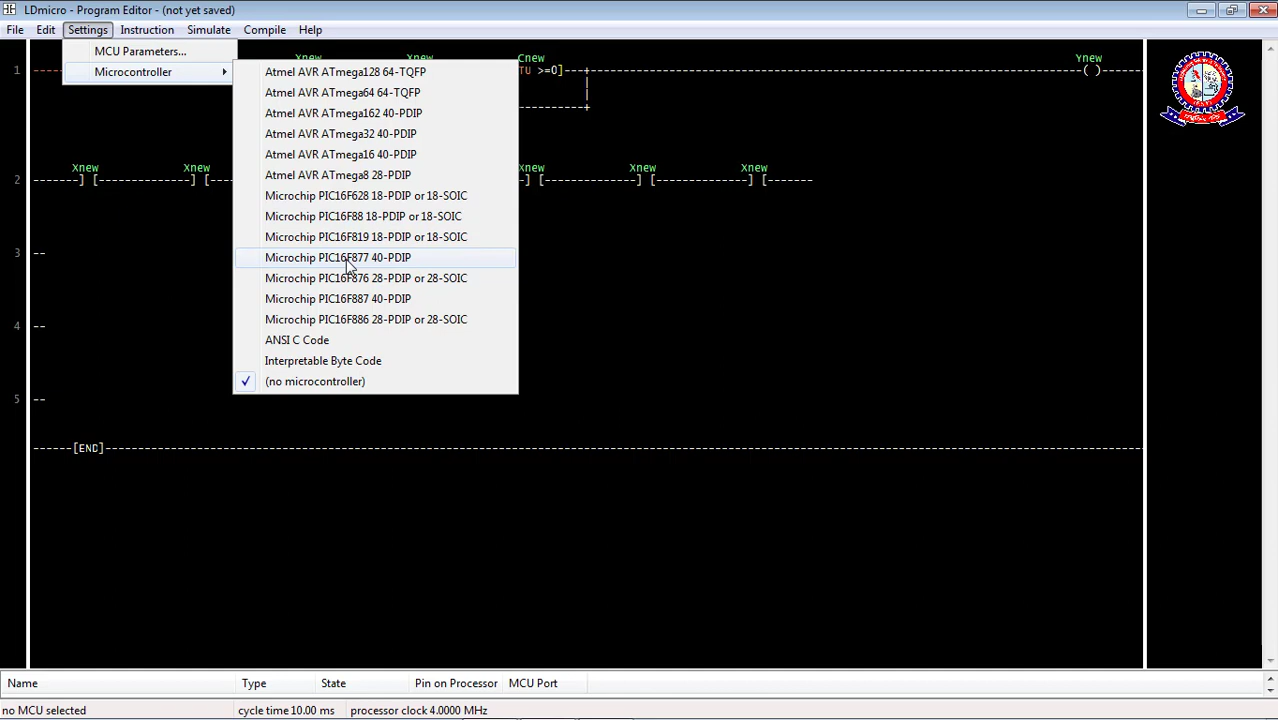 LDmicro - Program Editor - (not yet saved)
File Edit Settings Instruction Simulate Compile Help
MCU Parameters...
Microcontroller
Atmel AVR ATmega128 64-TQFP
Atmel AVR ATmega64 64-TQFP
Atmel AVR ATmega162 40-PDIP
Atmel AVR ATmega32 40-PDIP
Atmel AVR ATmega16 40-PDIP
Atmel AVR ATmega8 28-PDIP
Microchip PIC16F628 18-PDIP or 18-SOIC
Microchip PIC16F88 18-PDIP or 18-SOIC
Microchip PIC16F819 18-PDIP or 18-SOIC
Microchip PIC16F877 40-PDIP
Microchip PIC16F876 28-PDIP or 28-SOIC
Microchip PIC16F887 40-PDIP
Microchip PIC16F886 28-PDIP or 28-SOIC
ANSI C Code
Interpretable Byte Code
(no microcontroller)
Xnew Xnew Cnew Ynew
1 TU >=0] ( )
Xnew Xnew Xnew Xnew Xnew
2 ] [ ] [ ] [ ] [ ] [
3 --
4 --
5 --
[END]
Name Type State Pin on Processor MCU Port
no MCU selected cycle time 10.00 ms processor clock 4.0000 MHz